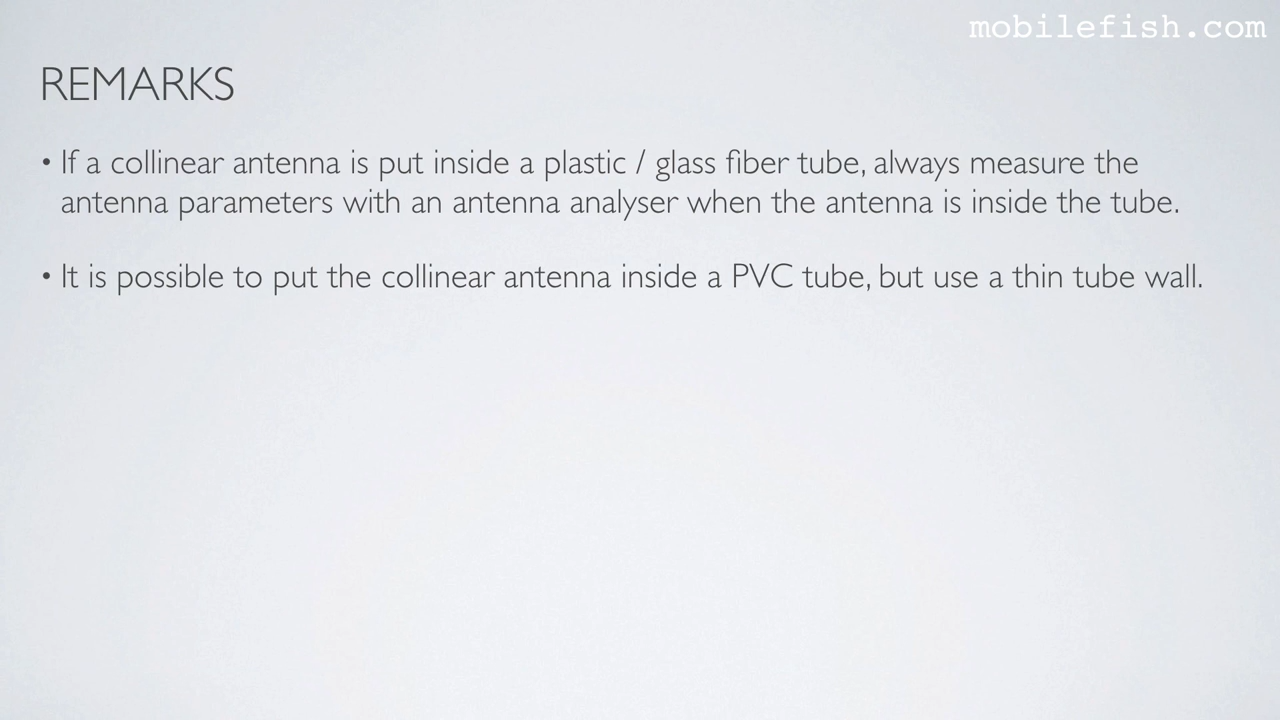 mobilefish.com
REMARKS
• If a collinear antenna is put inside a plastic / glass fiber tube, always measure the
antenna parameters with an antenna analyser when the antenna is inside the tube.
• It is possible to put the collinear antenna inside a PVC tube, but use a thin tube wall.